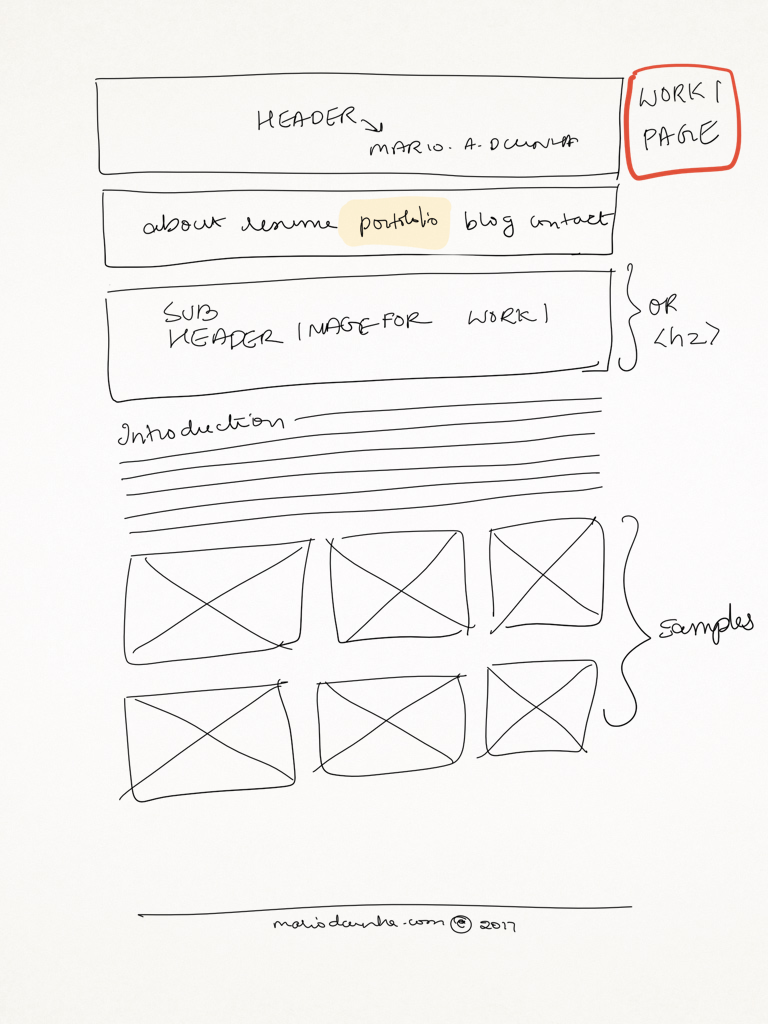 HEADER
MARIO. A. DCUNHA
WORK 1
PAGE
about resume portfolio blog contact
SUB
HEADER IMAGE FOR WORK 1
OR
<h2>
Introduction
Samples
mariodcunha.com © 2017